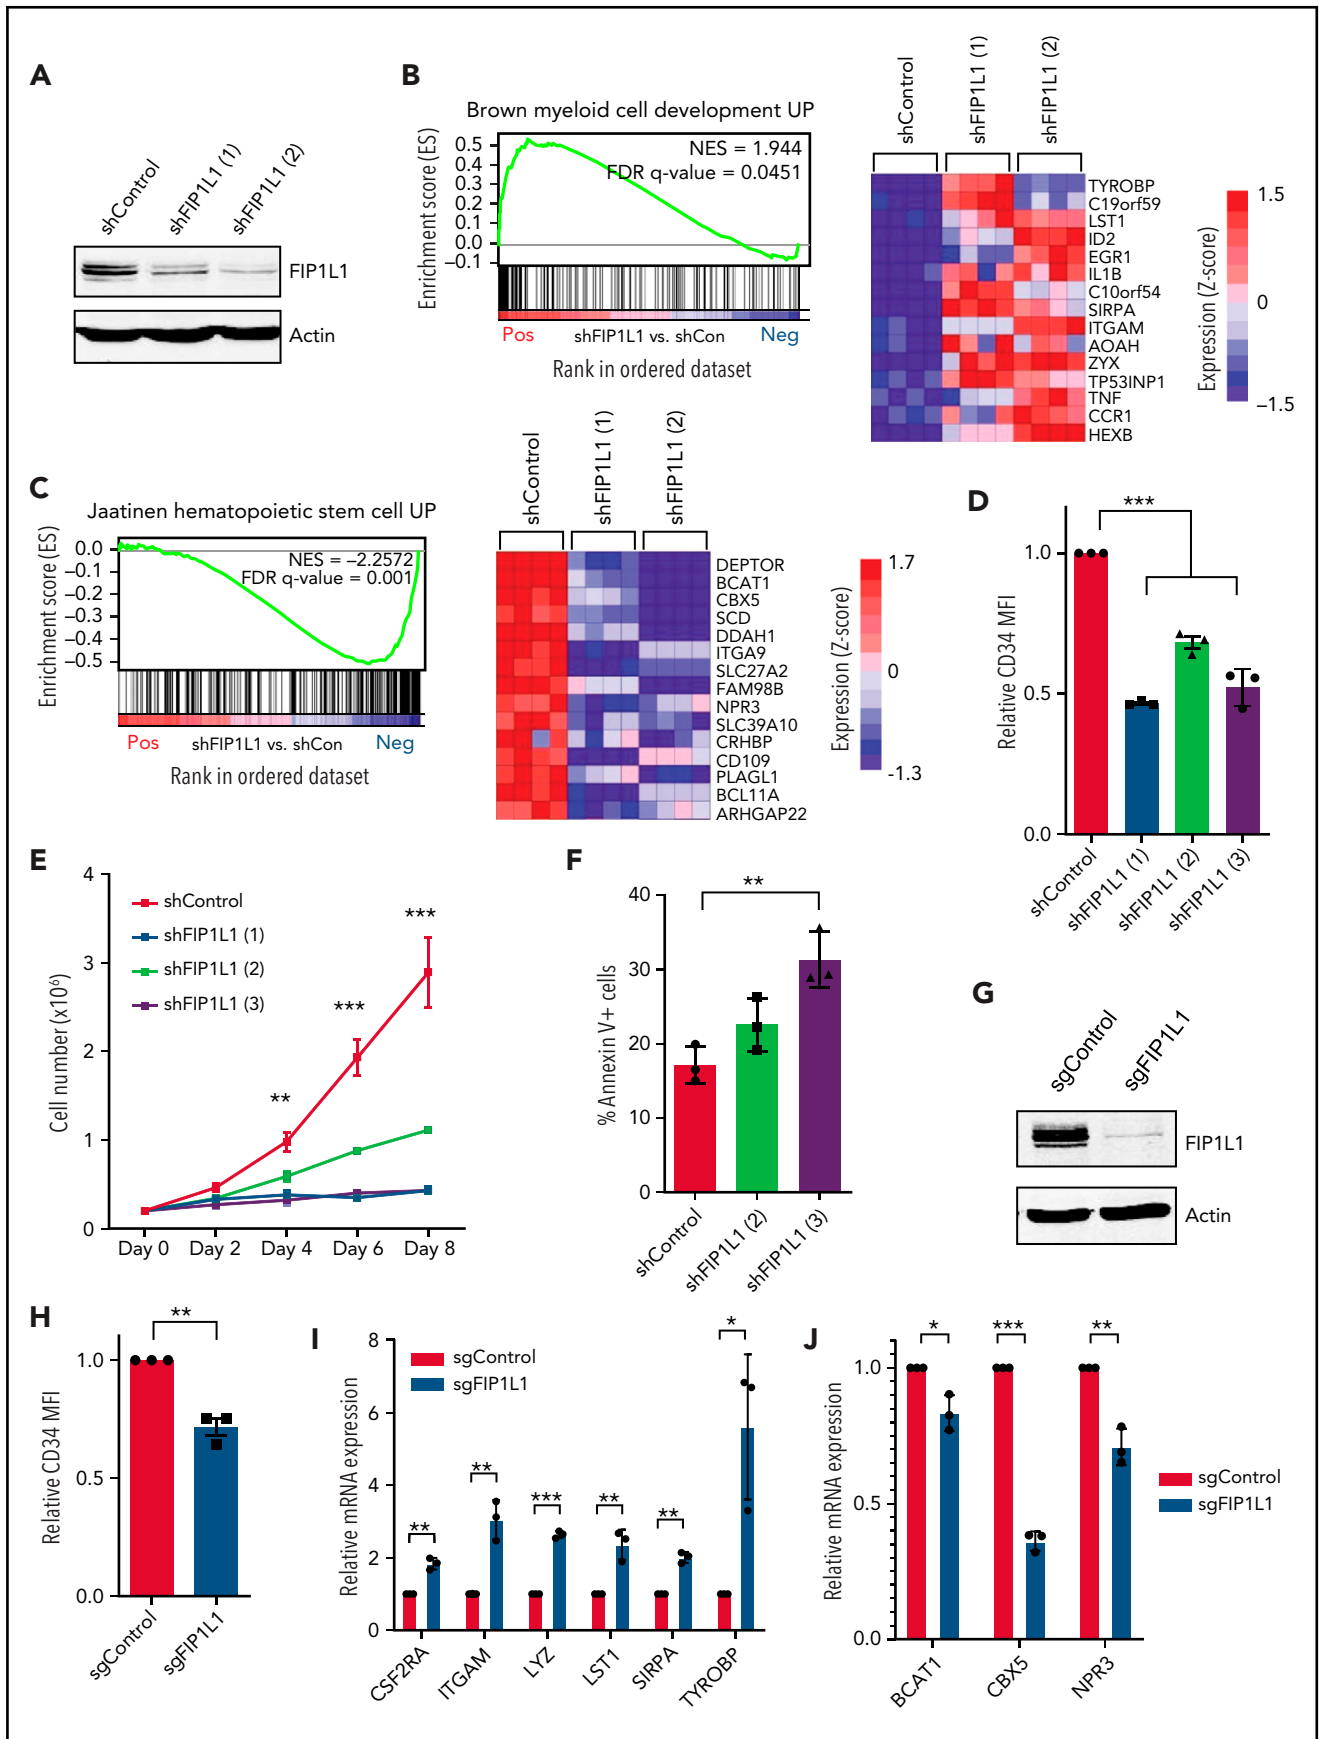 A
shControl
shFIP1L1 (1)
shFIP1L1 (2)
FIP1L1
Actin
B
Brown myeloid cell development UP
Enrichment score (ES)
0.5
0.4
0.3
0.2
0.1
0.0
−0.1
NES = 1.944
FDR q-value = 0.0451
Pos
shFIP1L1 vs. shCon
Neg
Rank in ordered dataset
shControl
shFIP1L1 (1)
shFIP1L1 (2)
TYROBP
C19orf59
LST1
ID2
EGR1
IL1B
C10orf54
SIRPA
ITGAM
AOAH
ZYX
TP53INP1
TNF
CCR1
HEXB
Expression (Z-score)
1.5
0
−1.5
C
Jaatinen hematopoietic stem cell UP
Enrichment score (ES)
0.0
−0.1
−0.2
−0.3
−0.4
−0.5
NES = −2.2572
FDR q-value = 0.001
Pos
shFIP1L1 vs. shCon
Neg
Rank in ordered dataset
shControl
shFIP1L1 (1)
shFIP1L1 (2)
DEPTOR
BCAT1
CBX5
SCD
DDAH1
ITGA9
SLC27A2
FAM98B
NPR3
SLC39A10
CRHBP
CD109
PLAGL1
BCL11A
ARHGAP22
Expression (Z-score)
1.7
0
-1.3
D
Relative CD34 MFI
1.0
0.5
0.0
***
shControl
shFIP1L1 (1)
shFIP1L1 (2)
shFIP1L1 (3)
E
Cell number (x10⁶)
4
3
2
1
0
shControl
shFIP1L1 (1)
shFIP1L1 (2)
shFIP1L1 (3)
**
***
***
Day 0
Day 2
Day 4
Day 6
Day 8
F
% Annexin V+ cells
40
30
20
10
0
**
shControl
shFIP1L1 (2)
shFIP1L1 (3)
G
sgControl
sgFIP1L1
FIP1L1
Actin
H
Relative CD34 MFI
1.0
0.5
0.0
**
sgControl
sgFIP1L1
I
Relative mRNA expression
8
6
4
2
0
sgControl
sgFIP1L1
**
**
***
**
**
*
CSF2RA
ITGAM
LYZ
LST1
SIRPA
TYROBP
J
Relative mRNA expression
1.0
0.5
0.0
*
***
**
BCAT1
CBX5
NPR3
sgControl
sgFIP1L1